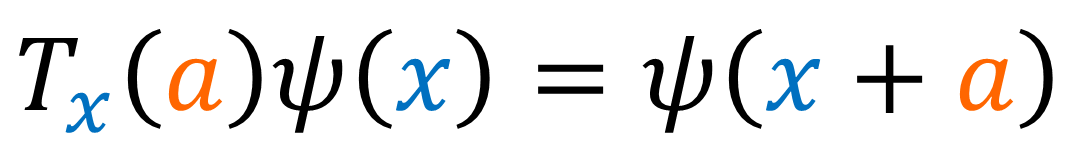 Tₓ(a)ψ(x) = ψ(x + a)